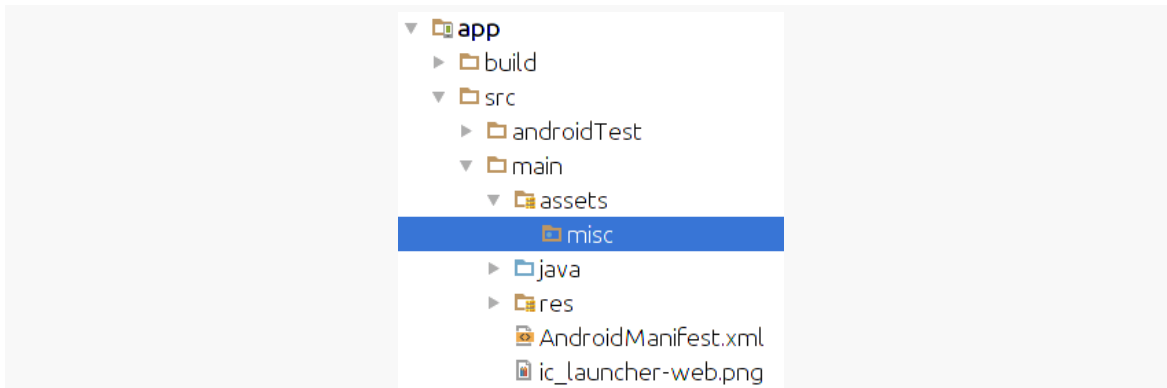 app
build
src
androidTest
main
assets
misc
java
res
AndroidManifest.xml
ic_launcher-web.png